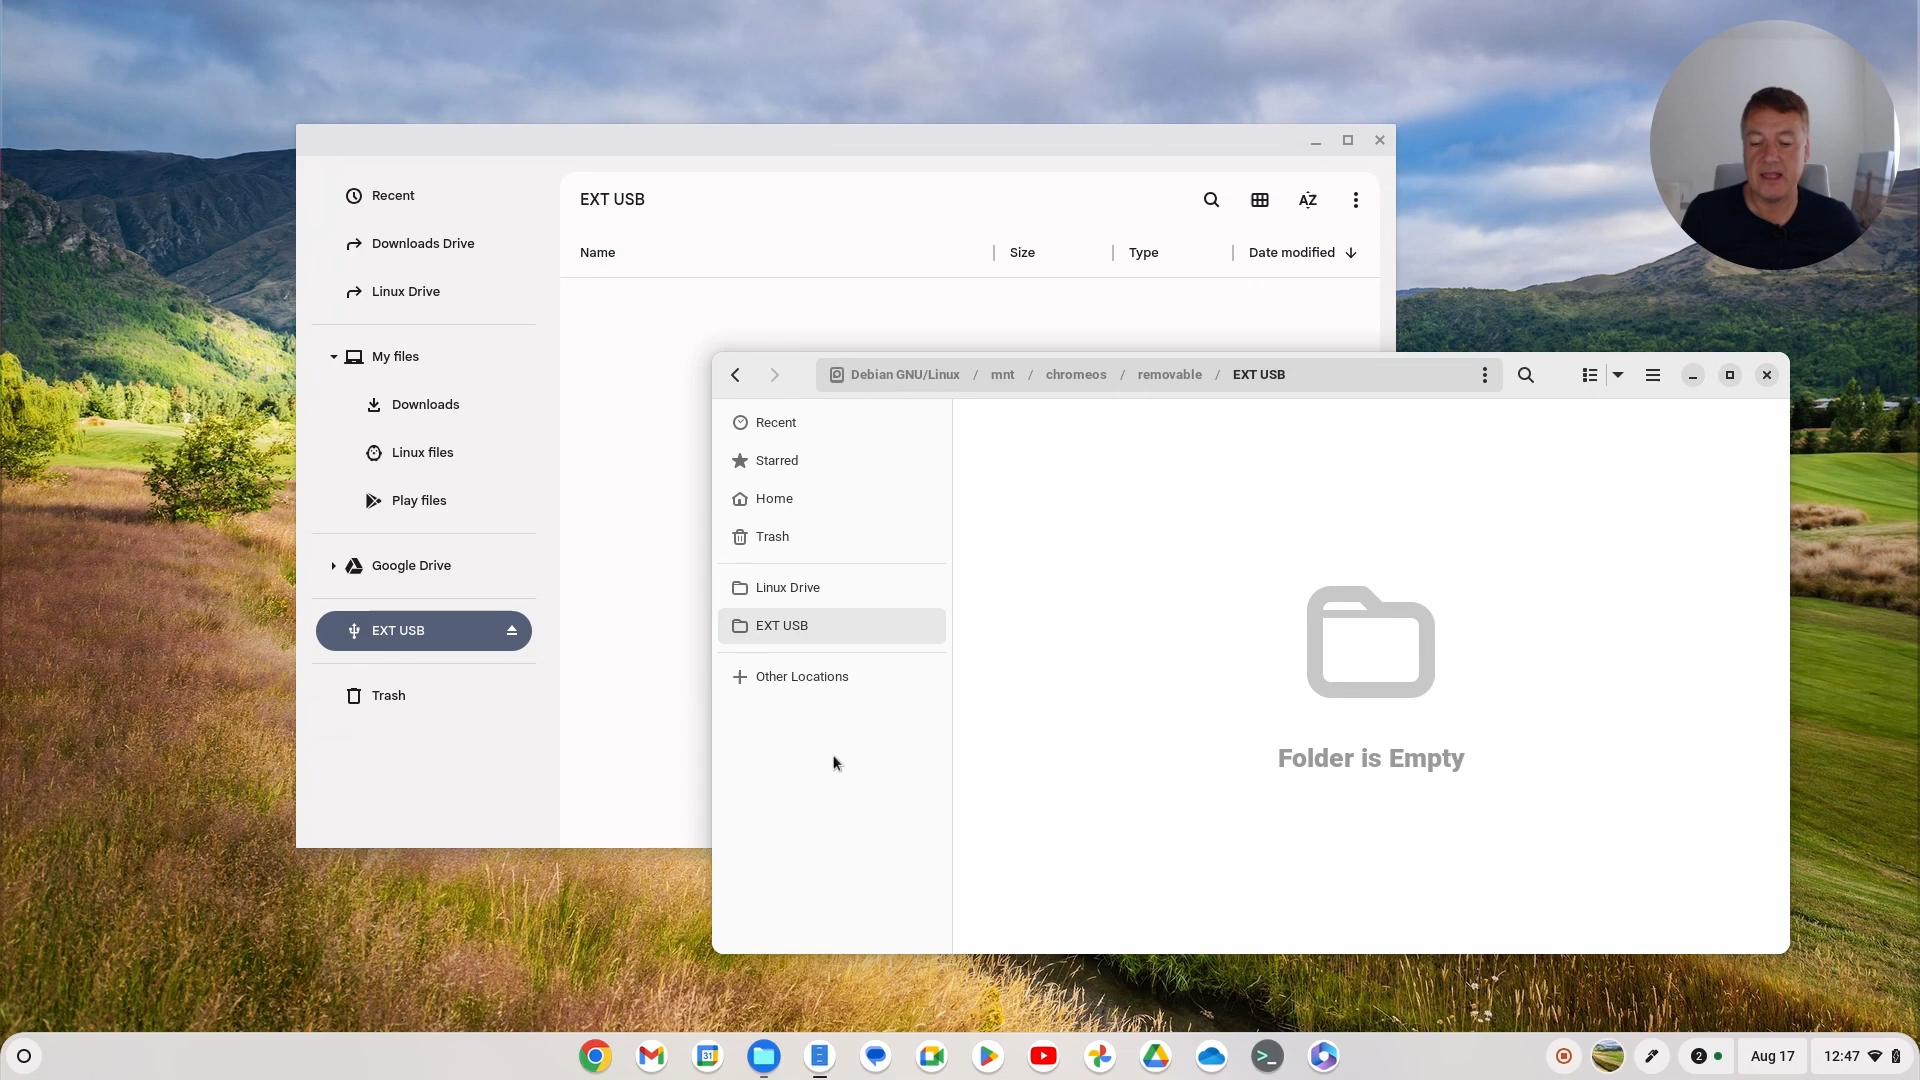 Recent
Downloads Drive
Linux Drive
My files
Downloads
Linux files
Play files
Google Drive
EXT USB
Trash
EXT USB
AZ
Name
Size
Type
Date modified
Debian GNU/Linux / mnt / chromeos / removable / EXT USB
Recent
Starred
Home
Trash
Linux Drive
EXT USB
Other Locations
Folder is Empty
31
>_
2
Aug 17
12:47